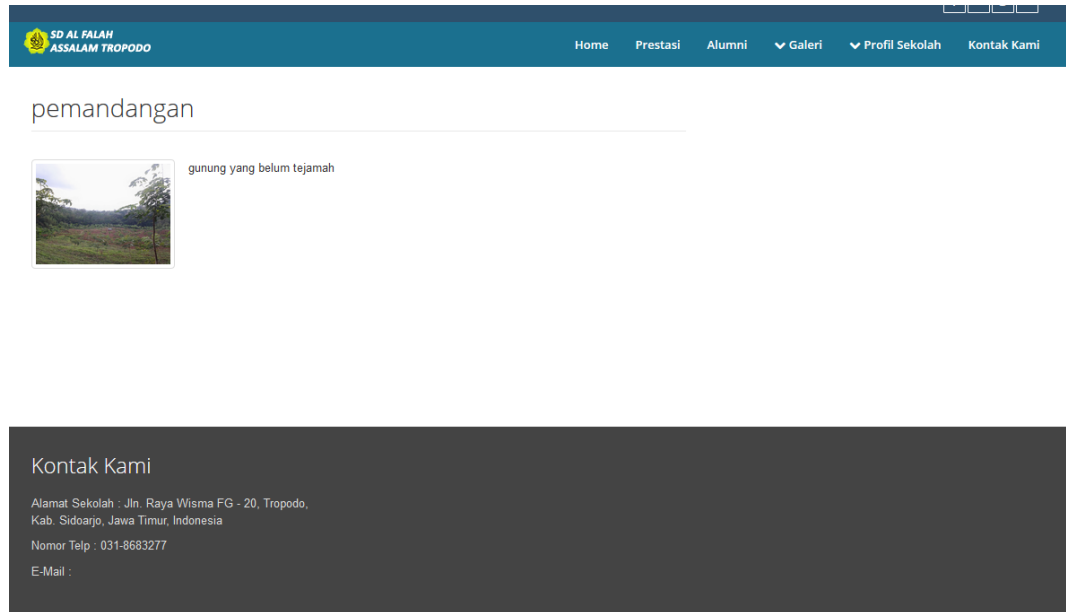 SD AL FALAH
ASSALAM TROPODO
Home Prestasi Alumni Galeri Profil Sekolah Kontak Kami
pemandangan
gunung yang belum tejamah
Kontak Kami
Alamat Sekolah : Jln. Raya Wisma FG - 20, Tropodo,
Kab. Sidoarjo, Jawa Timur, Indonesia
Nomor Telp : 031-8683277
E-Mail :